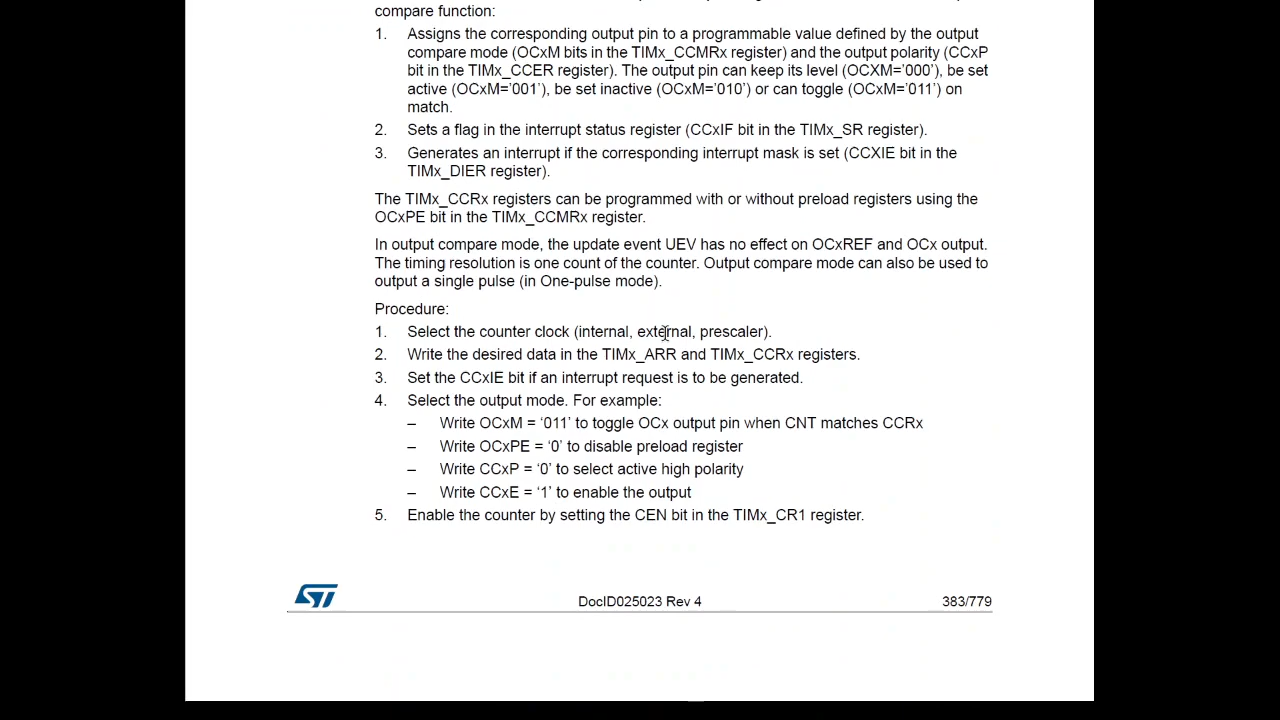 compare function:
1. Assigns the corresponding output pin to a programmable value defined by the output
compare mode (OCxM bits in the TIMx_CCMRx register) and the output polarity (CCxP
bit in the TIMx_CCER register). The output pin can keep its level (OCXM=’000’), be set
active (OCxM=’001’), be set inactive (OCxM=’010’) or can toggle (OCxM=’011’) on
match.
2. Sets a flag in the interrupt status register (CCxIF bit in the TIMx_SR register).
3. Generates an interrupt if the corresponding interrupt mask is set (CCXIE bit in the
TIMx_DIER register).
The TIMx_CCRx registers can be programmed with or without preload registers using the
OCxPE bit in the TIMx_CCMRx register.
In output compare mode, the update event UEV has no effect on OCxREF and OCx output.
The timing resolution is one count of the counter. Output compare mode can also be used to
output a single pulse (in One-pulse mode).
Procedure:
1. Select the counter clock (internal, external, prescaler).
2. Write the desired data in the TIMx_ARR and TIMx_CCRx registers.
3. Set the CCxIE bit if an interrupt request is to be generated.
4. Select the output mode. For example:
– Write OCxM = ‘011’ to toggle OCx output pin when CNT matches CCRx
– Write OCxPE = ‘0’ to disable preload register
– Write CCxP = ‘0’ to select active high polarity
– Write CCxE = ‘1’ to enable the output
5. Enable the counter by setting the CEN bit in the TIMx_CR1 register.
ST DocID025023 Rev 4 383/779